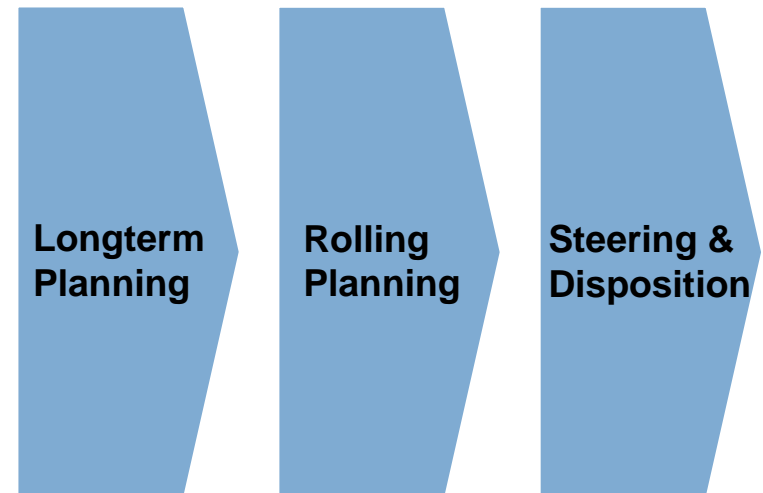 Longterm
Planning
Rolling
Planning
Steering &
Disposition